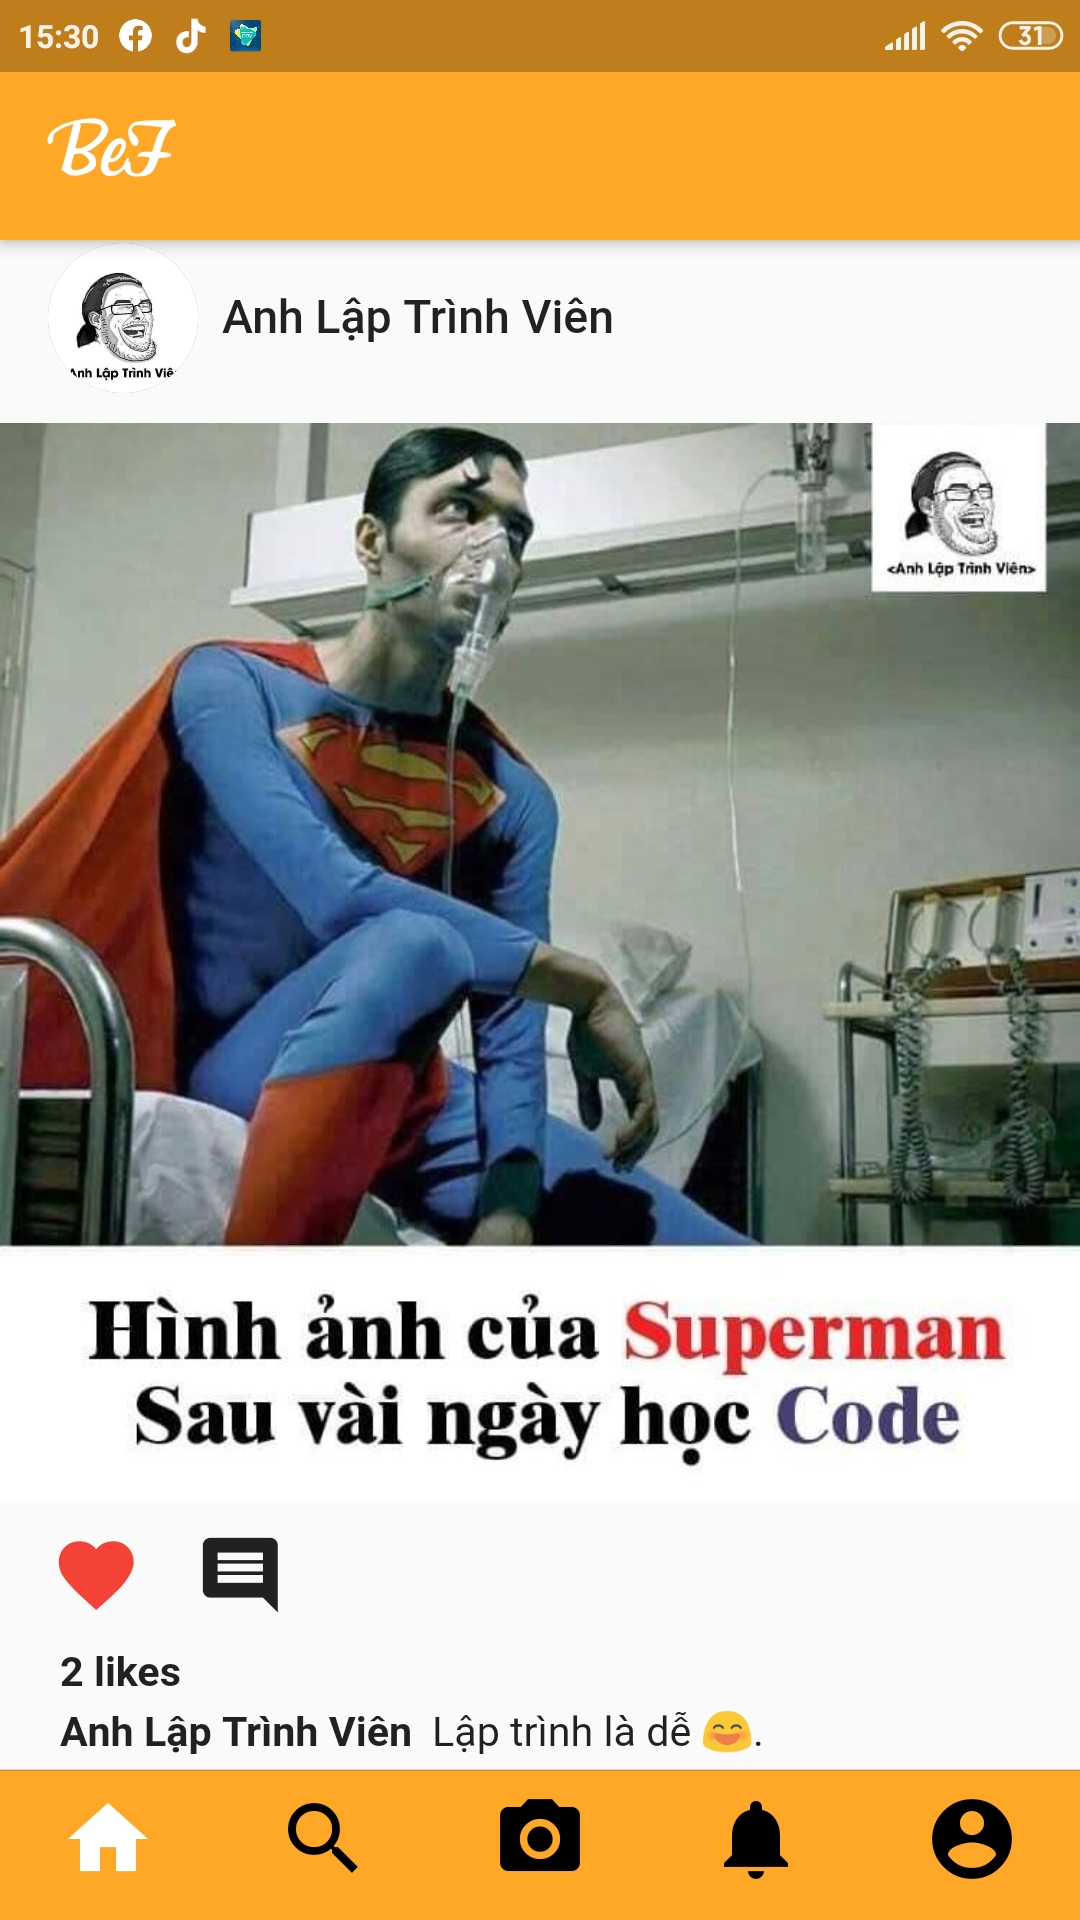 15:30
31
BeF
Anh Lập Trình Viên
Anh Lập Trình Viê
<Anh Lập Trình Viên>
Hình ảnh của Superman
Sau vài ngày học Code
2 likes
Anh Lập Trình Viên Lập trình là dễ 😄.